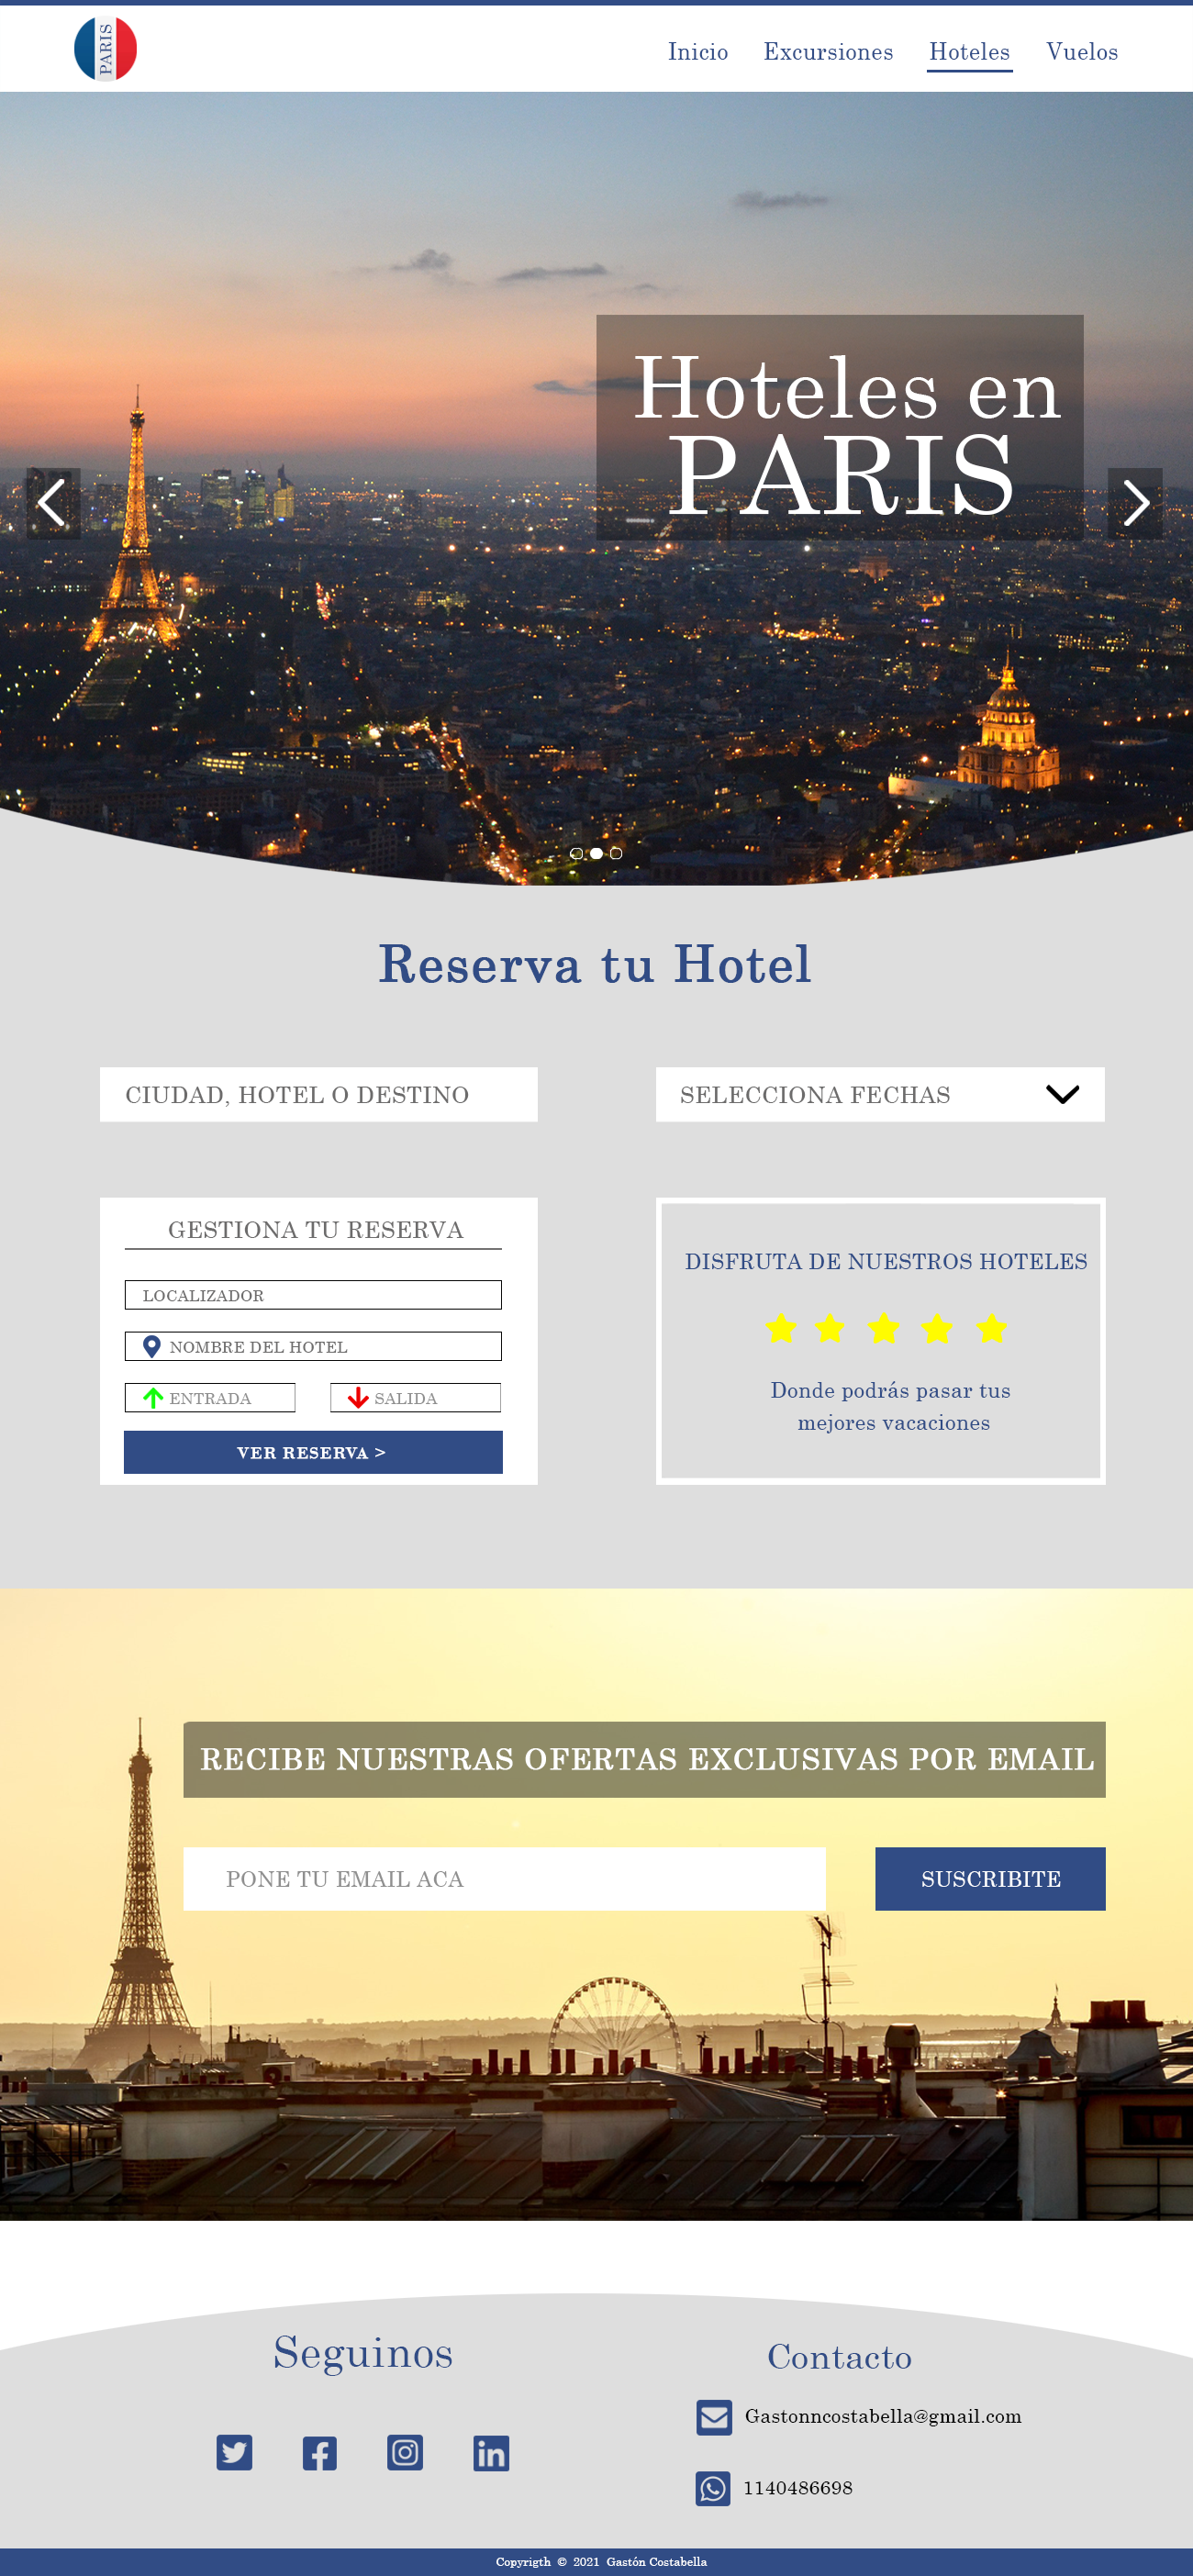 PARIS
Inicio Excursiones Hoteles Vuelos
Hoteles en
PARIS
Reserva tu Hotel
CIUDAD, HOTEL O DESTINO
SELECCIONA FECHAS
GESTIONA TU RESERVA
LOCALIZADOR
NOMBRE DEL HOTEL
ENTRADA
SALIDA
VER RESERVA >
DISFRUTA DE NUESTROS HOTELES
Donde podrás pasar tus
mejores vacaciones
RECIBE NUESTRAS OFERTAS EXCLUSIVAS POR EMAIL
PONE TU EMAIL ACA
SUSCRIBITE
Seguinos
Contacto
Gastonncostabella@gmail.com
1140486698
Copyrigth © 2021 Gastón Costabella